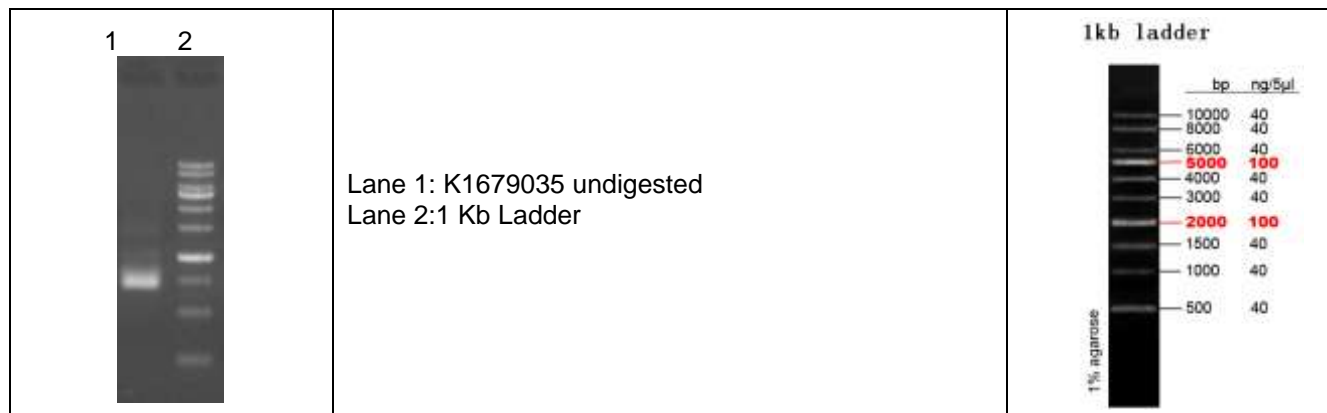 1 2
Lane 1: K1679035 undigested
Lane 2:1 Kb Ladder
1kb ladder
bp ng/5µl
10000 40
8000 40
6000 40
5000 100
4000 40
3000 40
2000 100
1500 40
1000 40
500 40
1% agarose